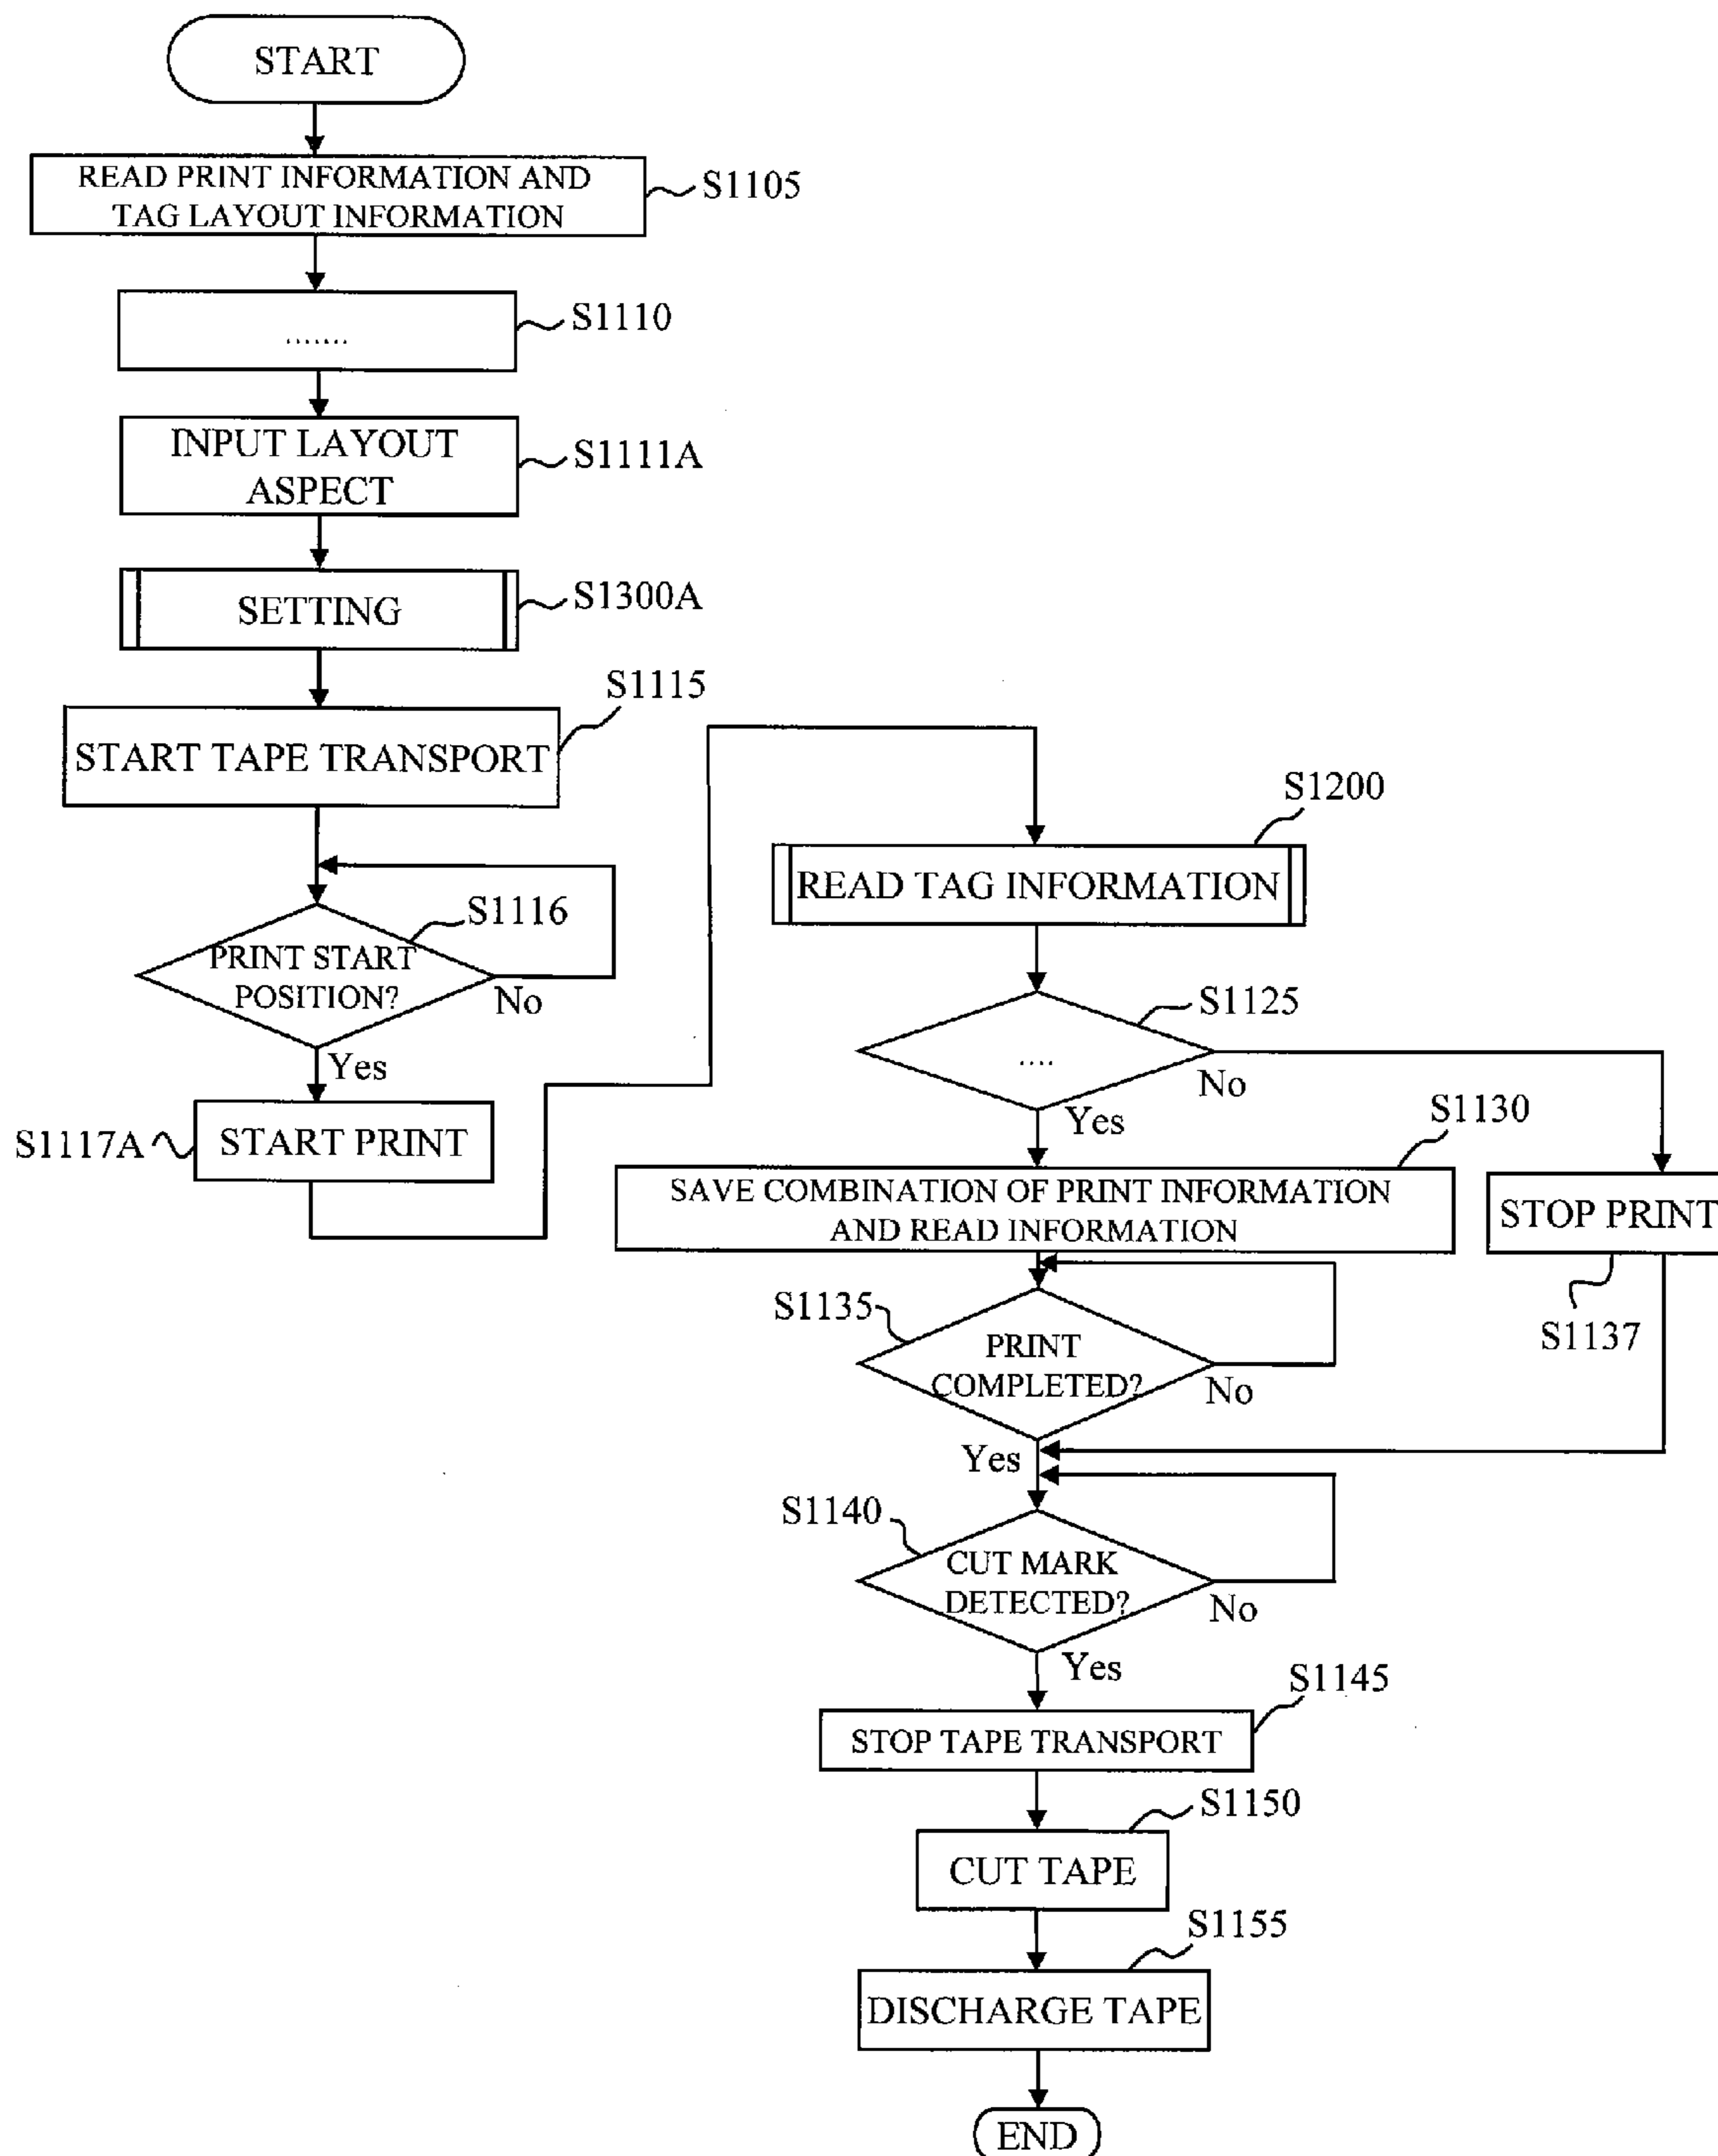 START
READ PRINT INFORMATION AND
TAG LAYOUT INFORMATION
S1105
.......
S1110
INPUT LAYOUT
ASPECT
S1111A
SETTING
S1300A
S1115
START TAPE TRANSPORT
S1116
PRINT START
POSITION?
No
Yes
S1117A
START PRINT
S1200
READ TAG INFORMATION
S1125
....
No
Yes
S1130
SAVE COMBINATION OF PRINT INFORMATION
AND READ INFORMATION
STOP PRINT
S1137
S1135
PRINT
COMPLETED?
No
Yes
S1140
CUT MARK
DETECTED?
No
Yes
S1145
STOP TAPE TRANSPORT
S1150
CUT TAPE
S1155
DISCHARGE TAPE
END